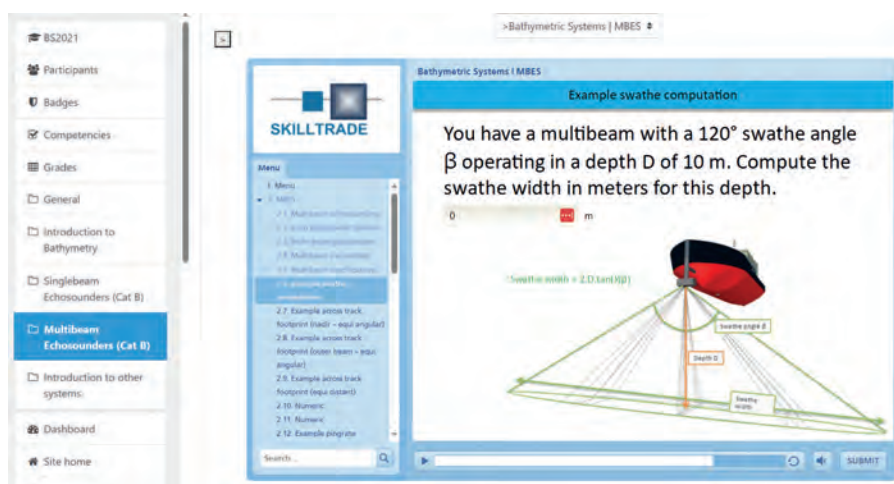 >Bathymetric Systems | MBES
BS2021
Participants
Badges
Competencies
Grades
General
Introduction to
Bathymetry
Singlebeam
Echosounders (Cat B)
Multibeam
Echosounders (Cat B)
Introduction to other
systems
Dashboard
Site home
>
SKILLTRADE
Menu
1. Menu
2. MBES
2.7. Example across track
footprint (nadir – equi angular)
2.8. Example across track
footprint (outer beam – equi
angular)
2.9. Example across track
footprint (equi distant)
2.10. Numeric
2.11. Numeric
2.12. Example pingrate
Search...
Bathymetric Systems I MBES
Example swathe computation
You have a multibeam with a 120° swathe angle
β operating in a depth D of 10 m. Compute the
swathe width in meters for this depth.
0 m
Swathe angle β
Depth D
Swathe
width
SUBMIT